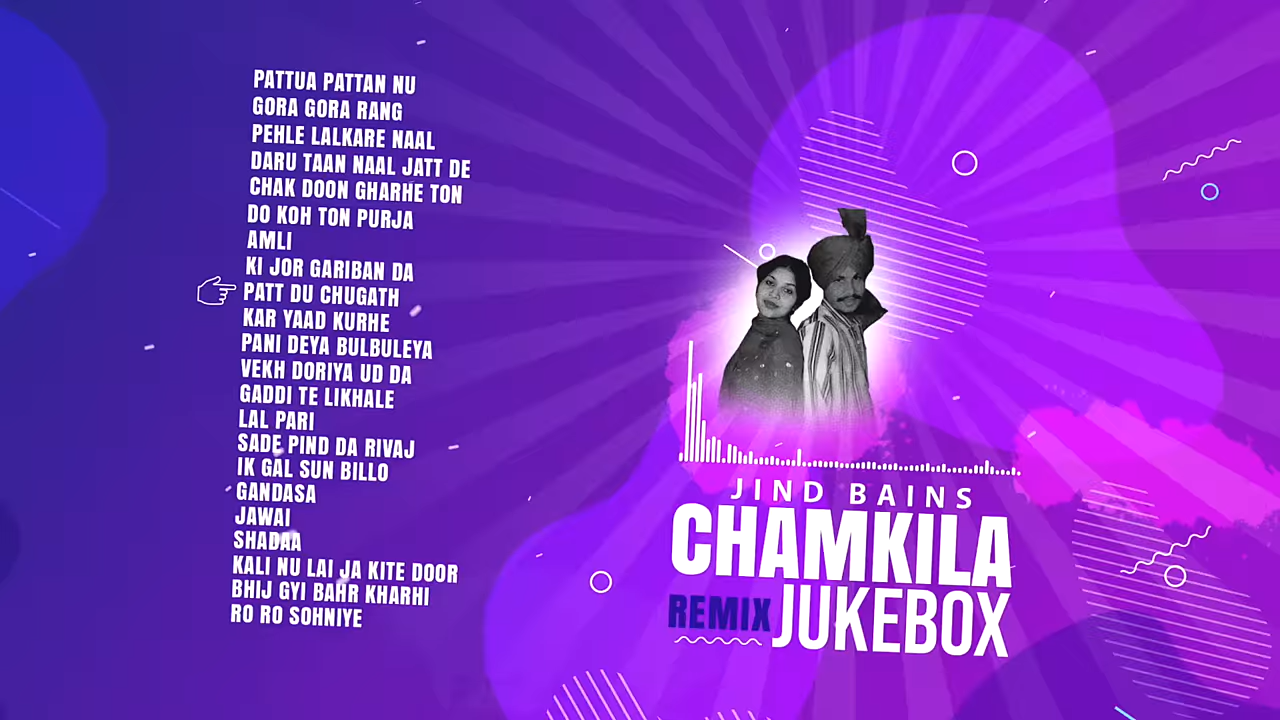 PATTUA PATTAN NU
GORA GORA RANG
PEHLE LALKARE NAAL
DARU TAAN NAAL JATT DE
CHAK DOON GHARHE TON
DO KOH TON PURJA
AMLI
KI JOR GARIBAN DA
PATT DU CHUGATH
KAR YAAD KURHE
PANI DEYA BULBULEYA
VEKH DORIYA UD DA
GADDI TE LIKHALE
LAL PARI
SADE PIND DA RIVAJ
IK GAL SUN BILLO
GANDASA
JAWAI
SHADAA
KALI NU LAI JA KITE DOOR
BHIJ GYI BAHR KHARHI
RO RO SOHNIYE
JIND BAINS
CHAMKILA
REMIX JUKEBOX